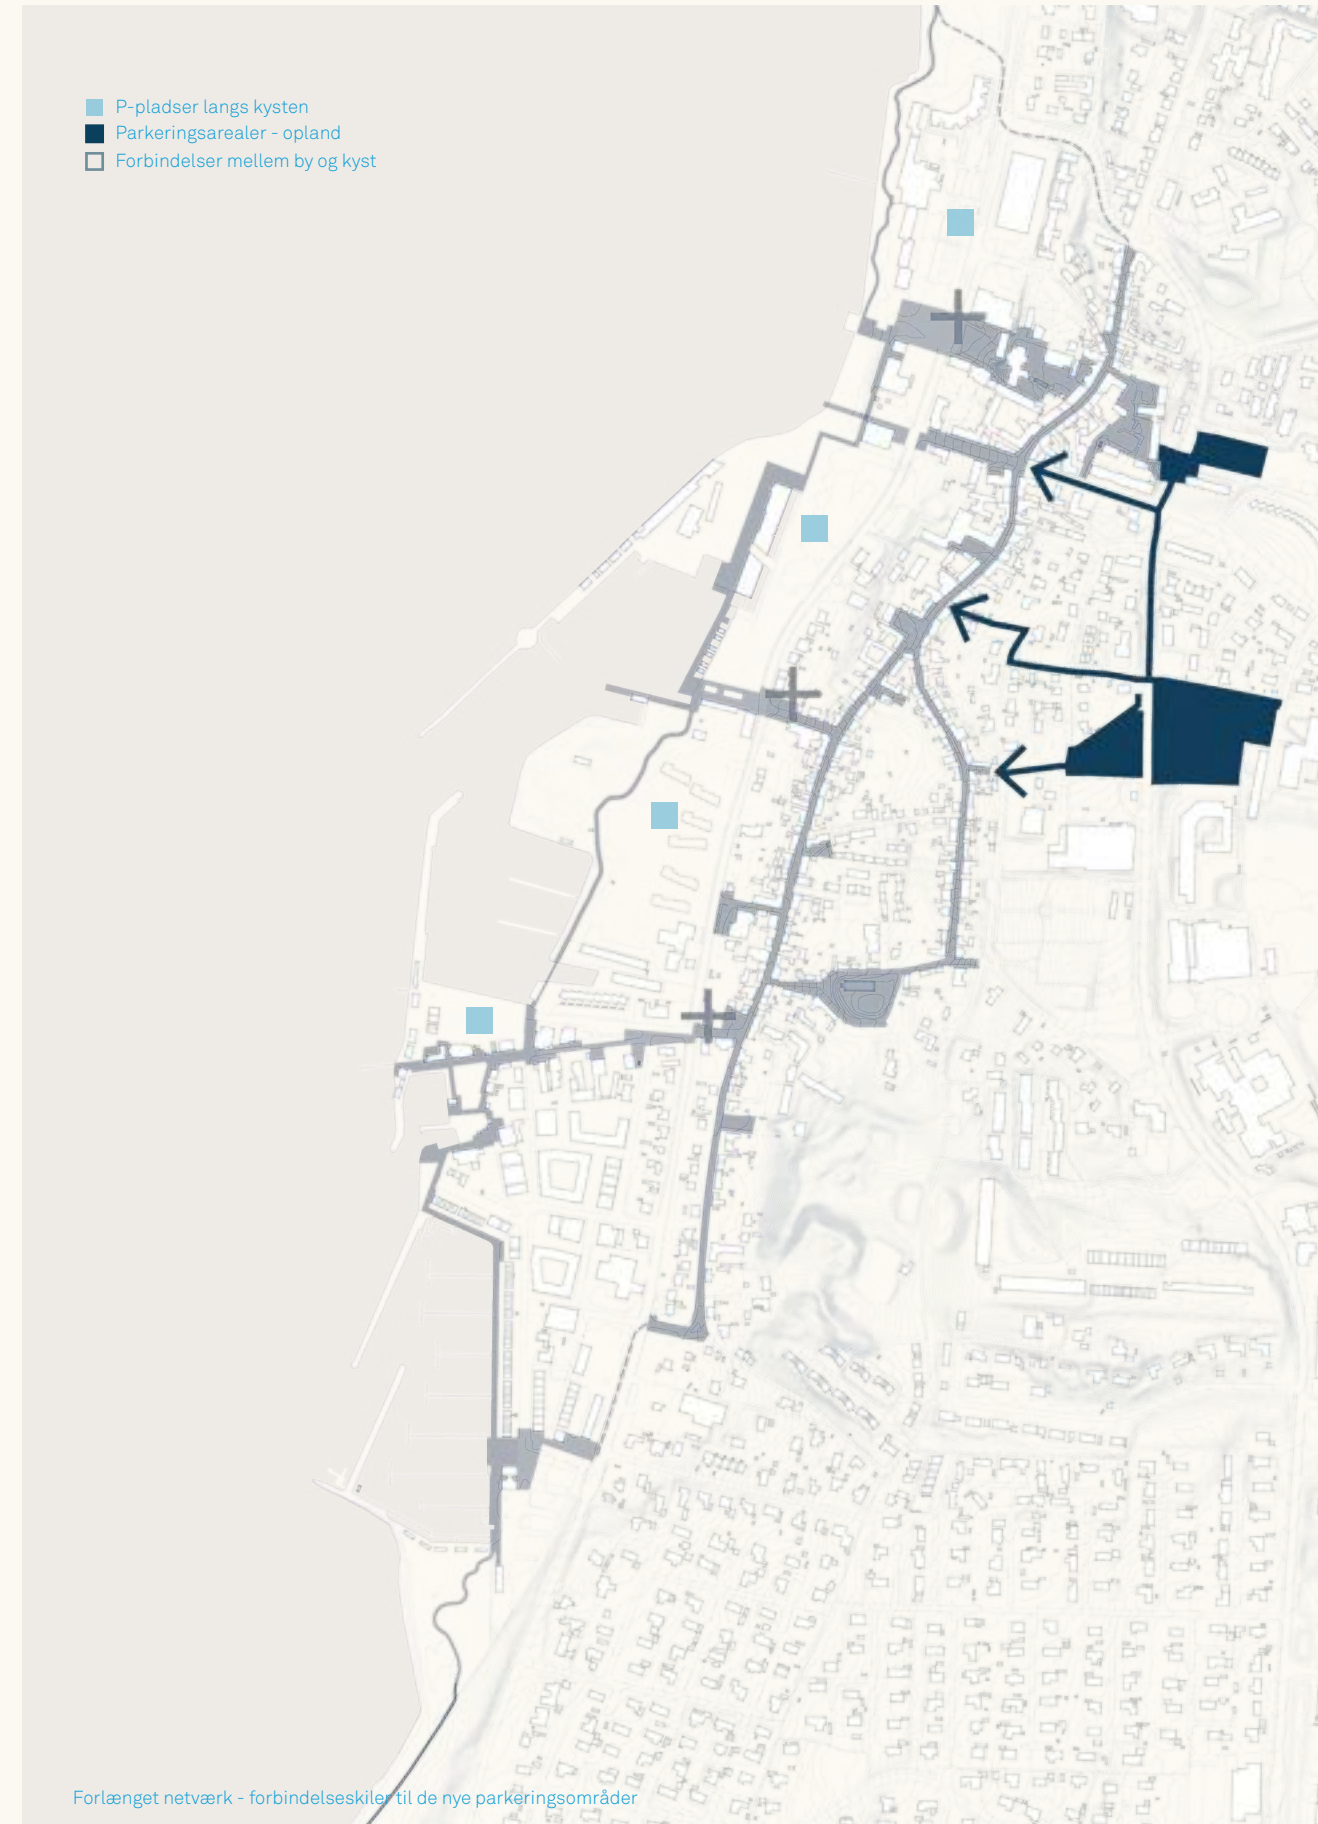 P-pladser langs kysten
Parkeringsarealer - opland
Forbindelser mellem by og kyst
Forlænget netværk - forbindelseskiler til de nye parkeringsområder